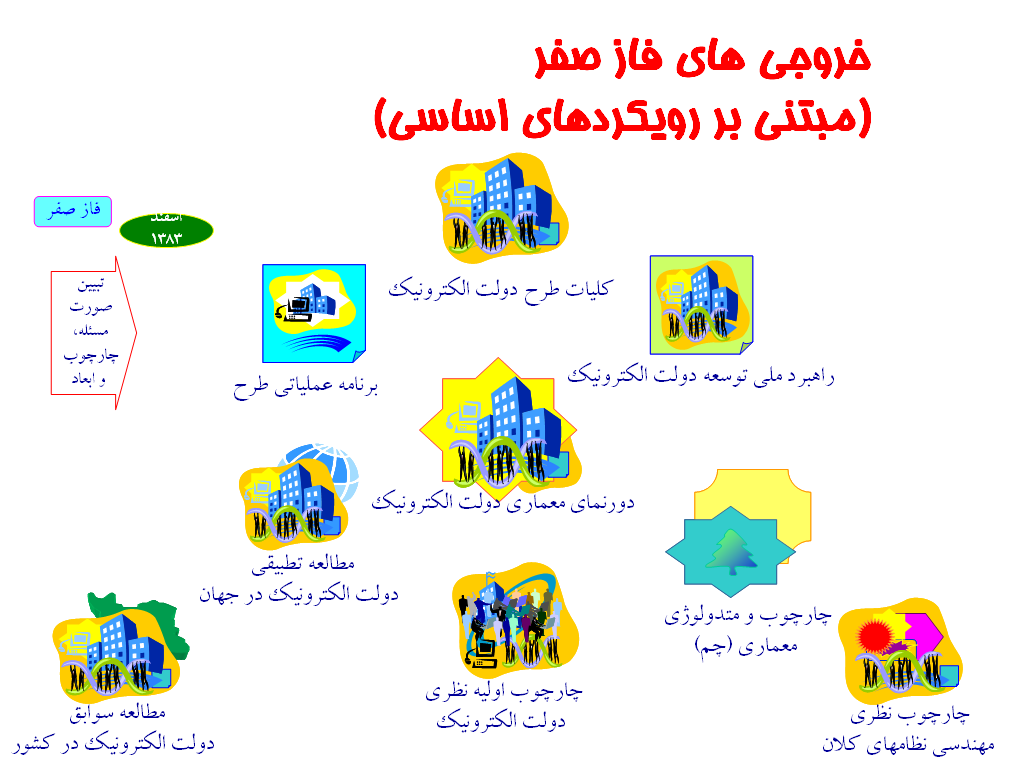 خروجی های فاز صفر
(مبتنی بر رویکردهای اساسی)
فاز صفر
اسفند
۱۳۸۳
تبیین
صورت
مسئله،
چارچوب
و ابعاد
کلیات طرح دولت الکترونیک
راهبرد ملی توسعه دولت الکترونیک
برنامه عملیاتی طرح
دورنمای معماری دولت الکترونیک
مطالعه تطبیقی
دولت الکترونیک در جهان
چارچوب و متدولوژی
معماری (چم)
چارچوب اولیه نظری
دولت الکترونیک
چارچوب نظری
مهندسی نظامهای کلان
مطالعه سوابق
دولت الکترونیک در کشور